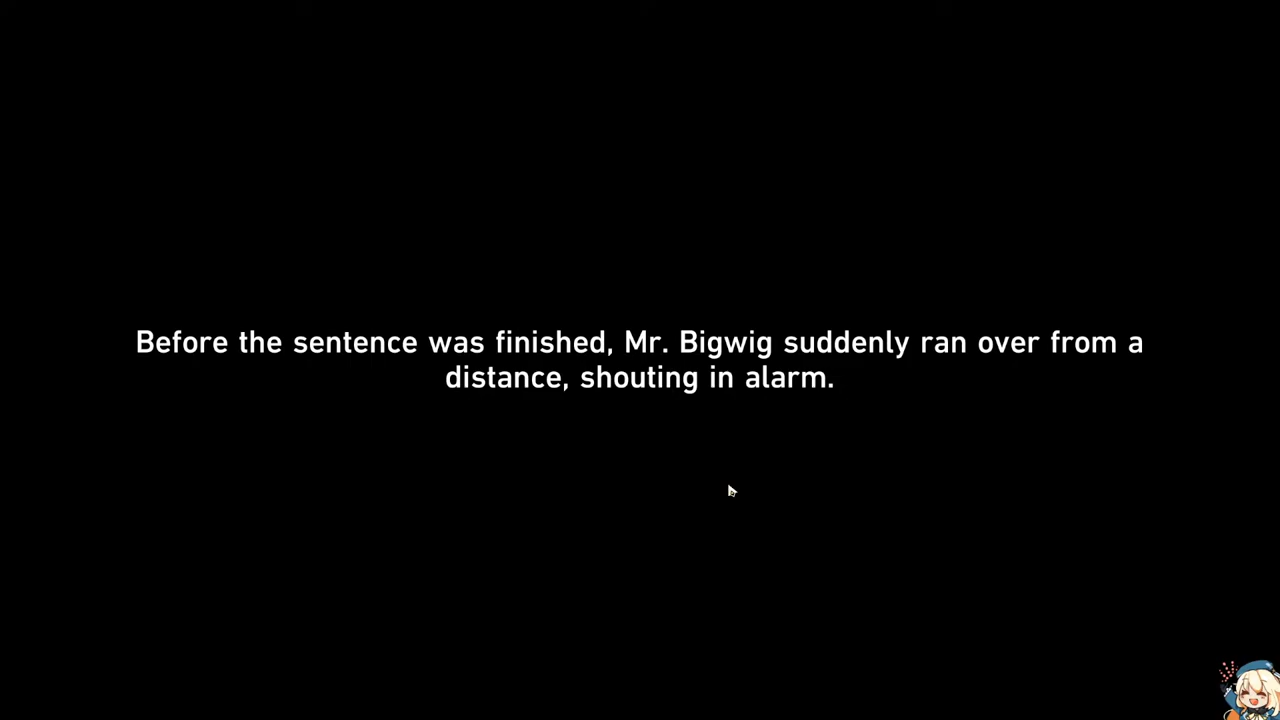 Before the sentence was finished, Mr. Bigwig suddenly ran over from a
distance, shouting in alarm.